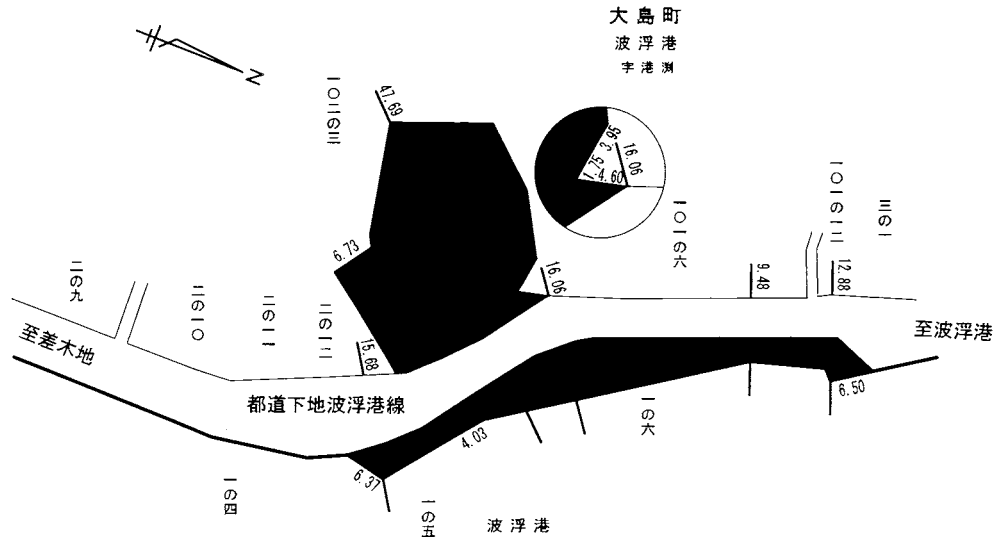 大島町
波浮港
字港渕
N
一〇二の三
47.69
3.95
1.75
4.60
16.06
一〇一の六
一〇一の一二
三の一
6.73
16.06
9.48
12.88
二の九
二の一〇
二の一一
二の一二
15.68
至差木地
至波浮港
都道下地波浮港線
6.50
一の六
4.03
6.37
一の四
一の五
波浮港